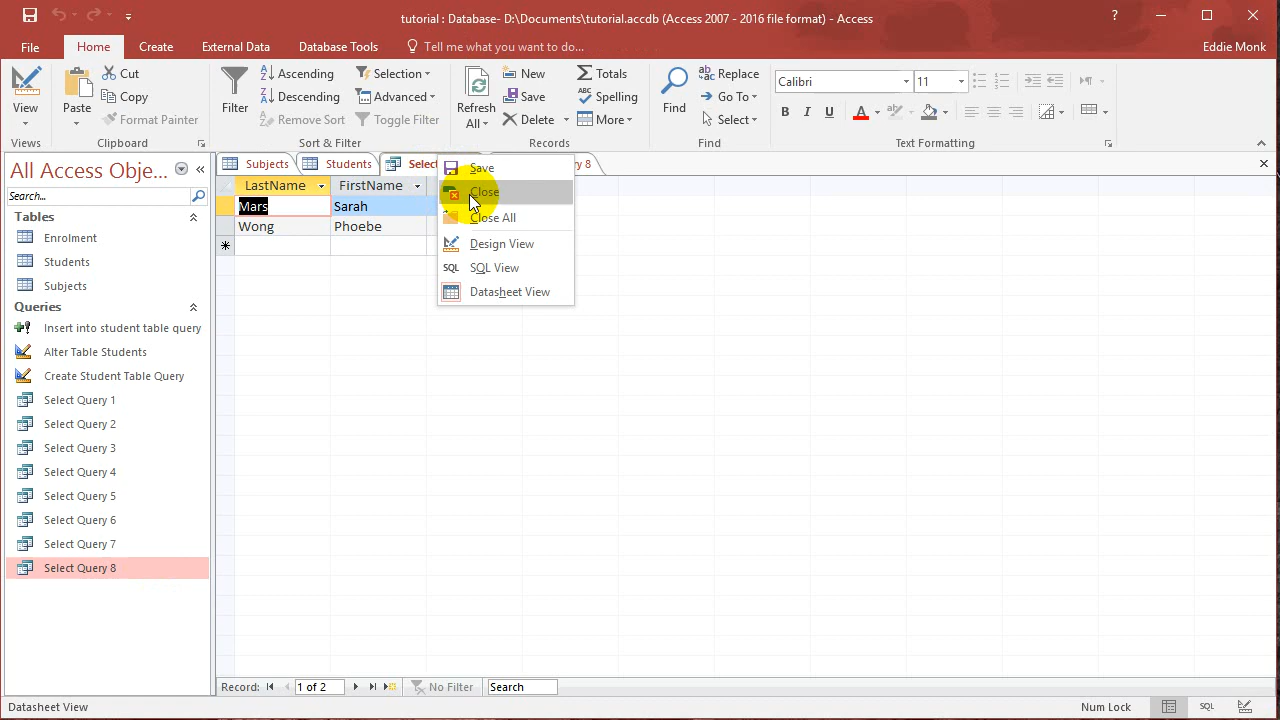 tutorial : Database- D:\Documents\tutorial.accdb (Access 2007 - 2016 file format) - Access
?
File Home Create External Data Database Tools Tell me what you want to do... Eddie Monk
View
Views
Paste
Cut
Copy
Format Painter
Clipboard
Filter
Ascending
Descending
Remove Sort
Selection
Advanced
Toggle Filter
Sort & Filter
Refresh
All
New
Save
Delete
Totals
Spelling
More
Records
Find
Replace
Go To
Select
Find
Calibri 11
B I U A
Text Formatting
All Access Obje...
Search...
Tables
Enrolment
Students
Subjects
Queries
Insert into student table query
Alter Table Students
Create Student Table Query
Select Query 1
Select Query 2
Select Query 3
Select Query 4
Select Query 5
Select Query 6
Select Query 7
Select Query 8
Subjects Students Select 8
LastName FirstName
Mars Sarah
Wong Phoebe
Save
Close
Close All
Design View
SQL SQL View
Datasheet View
Record: 1 of 2 No Filter Search
Datasheet View Num Lock SQL